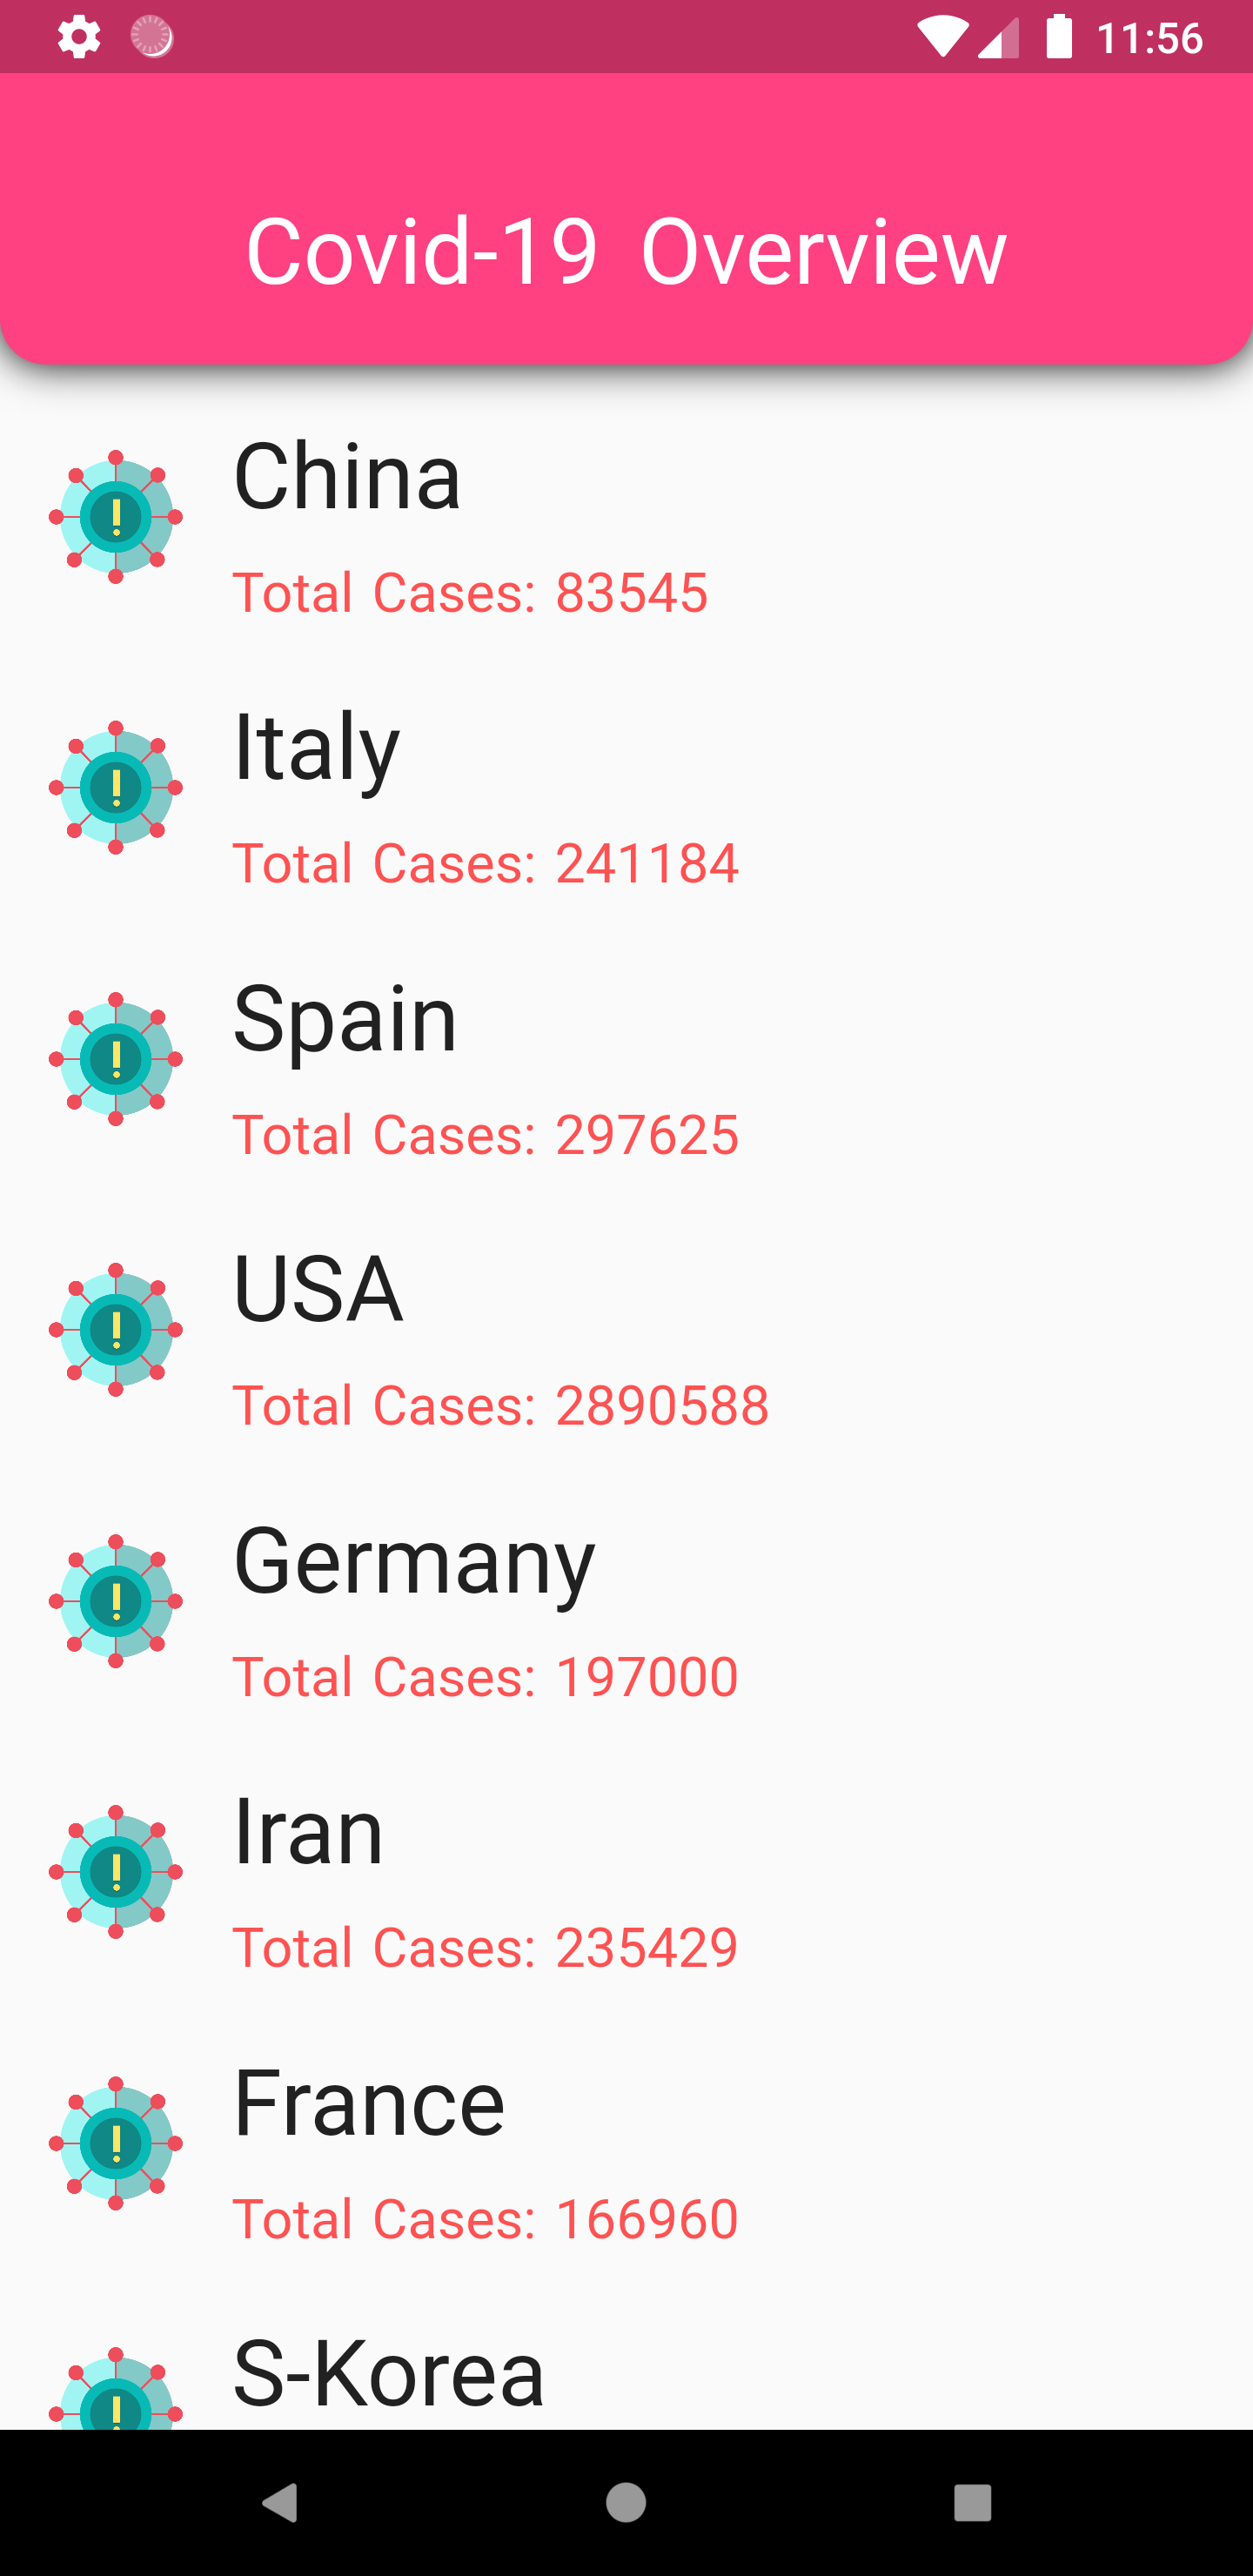 11:56
Covid-19 Overview
China
Total Cases: 83545
Italy
Total Cases: 241184
Spain
Total Cases: 297625
USA
Total Cases: 2890588
Germany
Total Cases: 197000
Iran
Total Cases: 235429
France
Total Cases: 166960
S-Korea